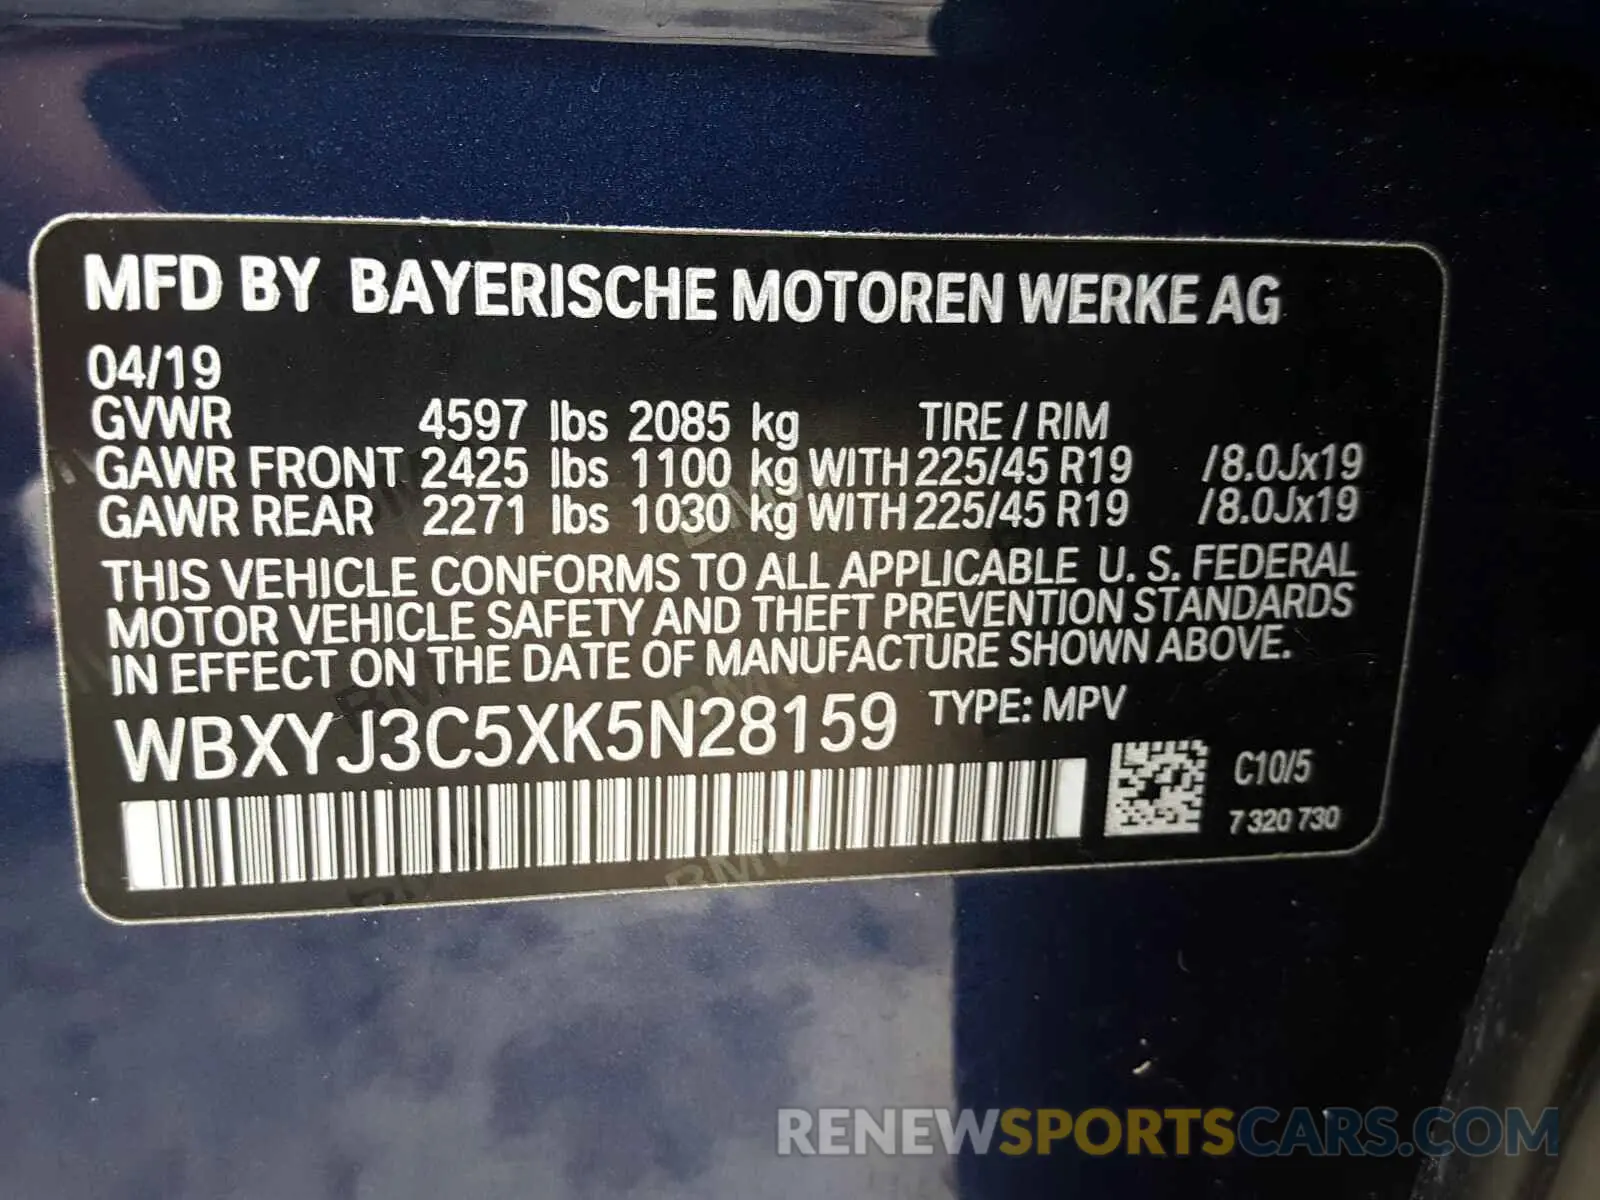 MFD BY BAYERISCHE MOTOREN WERKE AG
04/19
GVWR 4597 lbs 2085 kg TIRE / RIM
GAWR FRONT 2425 lbs 1100 kg WITH 225/45 R19 /8.0Jx19
GAWR REAR 2271 lbs 1030 kg WITH 225/45 R19 /8.0Jx19
THIS VEHICLE CONFORMS TO ALL APPLICABLE U. S. FEDERAL
MOTOR VEHICLE SAFETY AND THEFT PREVENTION STANDARDS
IN EFFECT ON THE DATE OF MANUFACTURE SHOWN ABOVE.
WBXYJ3C5XK5N28159 TYPE: MPV
C10/5
7 320 730
RENEWSPORTSCARS.COM